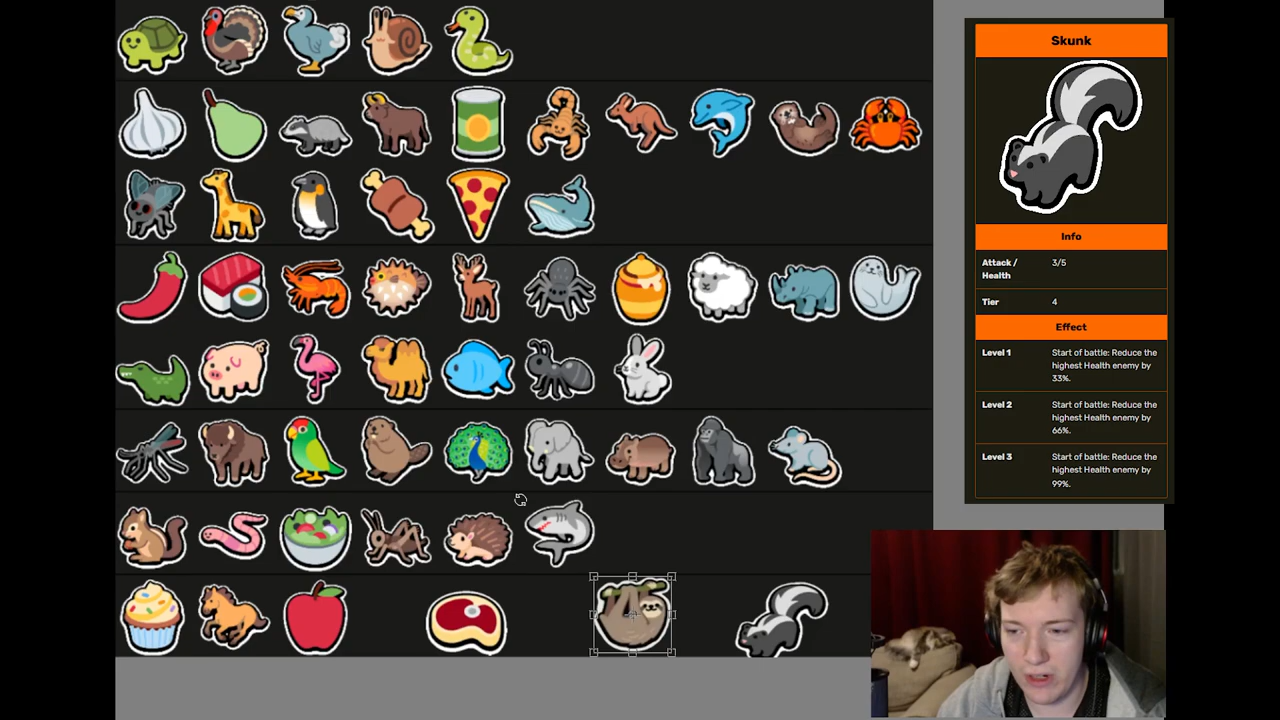 Skunk
Info
Attack / 3/5
Health
Tier 4
Effect
Level 1 Start of battle: Reduce the
highest Health enemy by
33%.
Level 2 Start of battle: Reduce the
highest Health enemy by
66%.
Level 3 Start of battle: Reduce the
highest Health enemy by
99%.